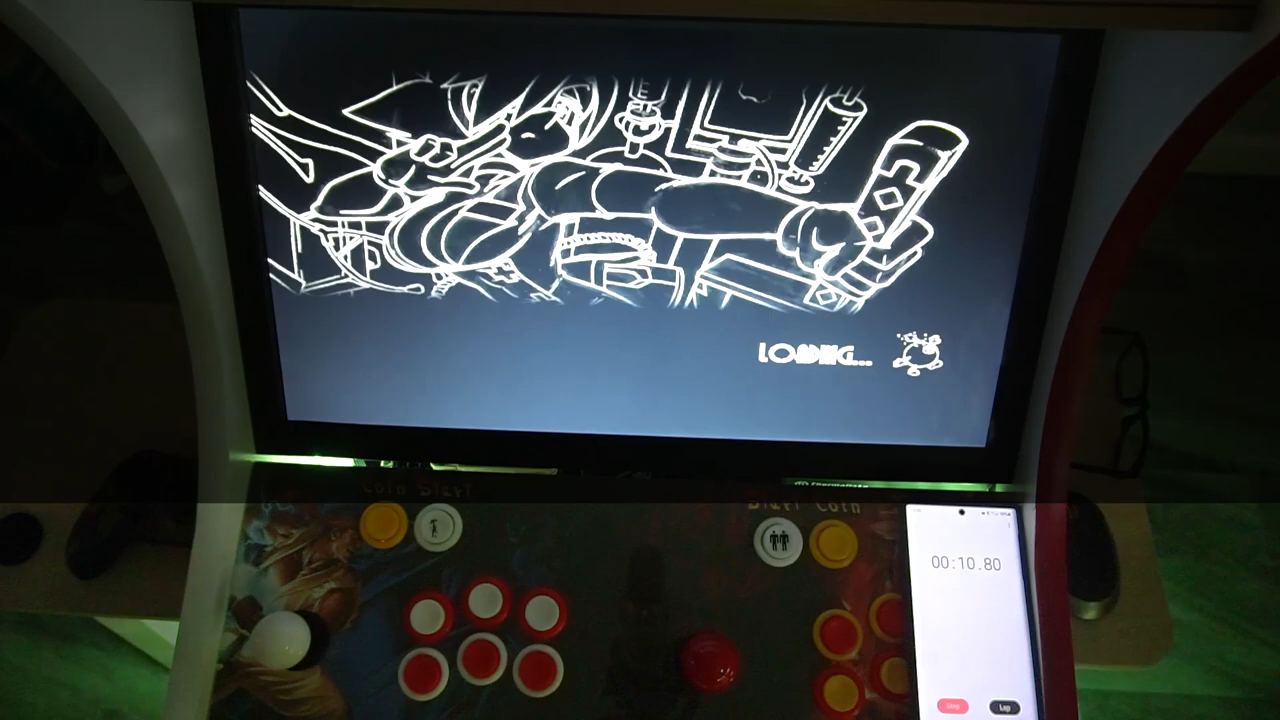 LOADING...
Coin Start
Start Coin
00:10.80
Stop
Lap